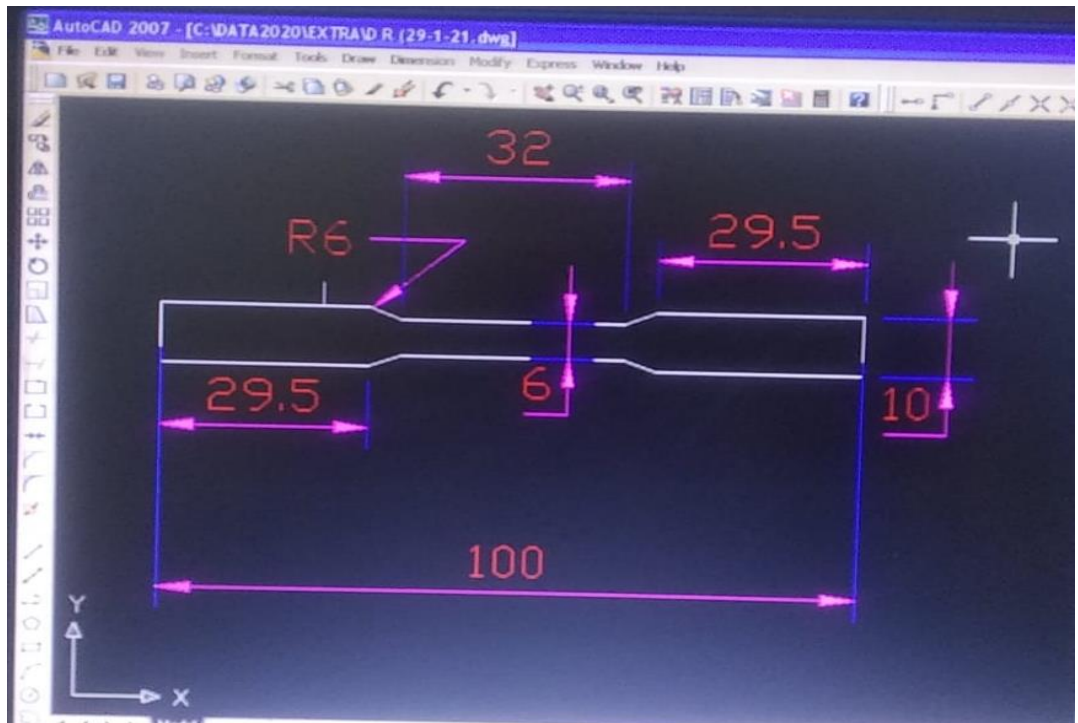 AutoCAD 2007 - [C:\DATA2020\EXTRA\D R (29-1-21.dwg]
File Edit View Insert Format Tools Draw Dimension Modify Express Window Help
32
R6
29.5
29.5
6
10
100
Y
X